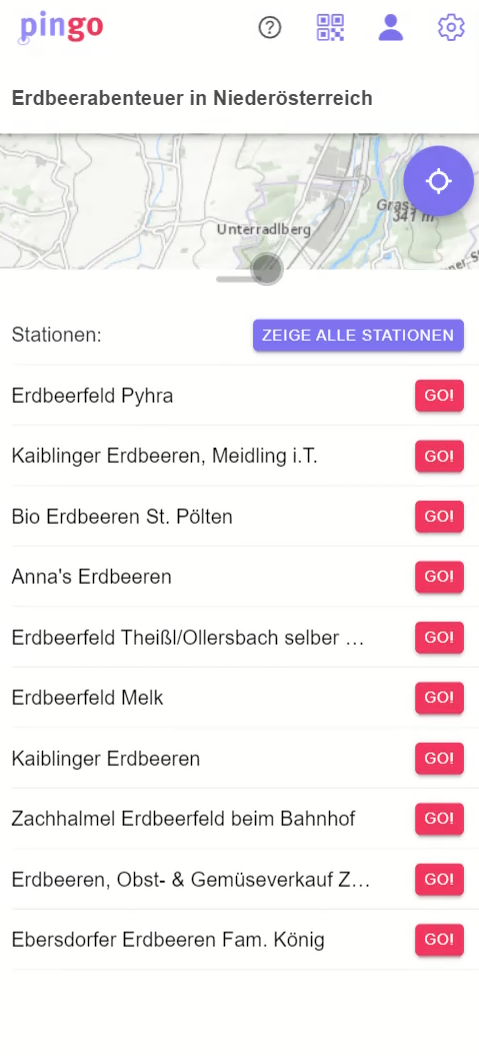 pingo
Erdbeerabenteuer in Niederösterreich
Unterradlberg
341 m
Stationen:
ZEIGE ALLE STATIONEN
Erdbeerfeld Pyhra
GO!
Kaiblinger Erdbeeren, Meidling i.T.
GO!
Bio Erdbeeren St. Pölten
GO!
Anna's Erdbeeren
GO!
Erdbeerfeld Theißl/Ollersbach selber …
GO!
Erdbeerfeld Melk
GO!
Kaiblinger Erdbeeren
GO!
Zachhalmel Erdbeerfeld beim Bahnhof
GO!
Erdbeeren, Obst- & Gemüseverkauf Z…
GO!
Ebersdorfer Erdbeeren Fam. König
GO!